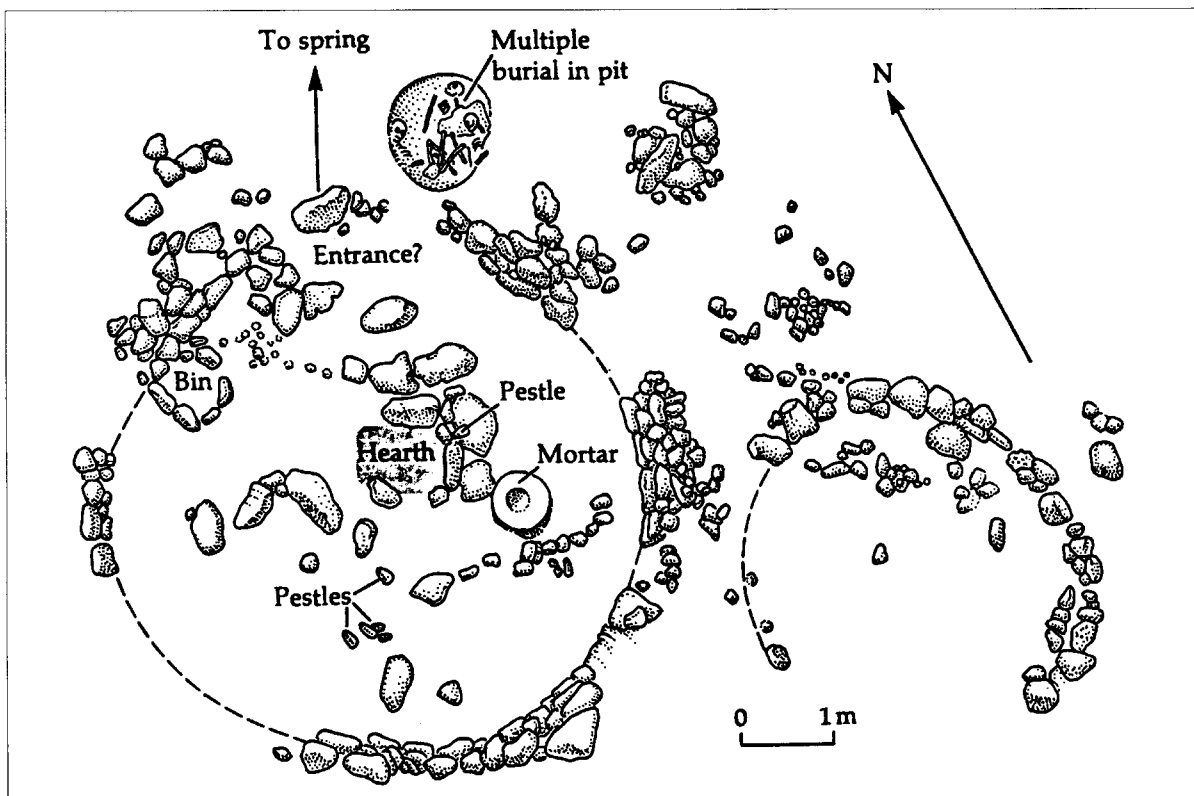 To spring
Multiple
burial in pit
N
Entrance?
Bin
Pestle
Hearth
Mortar
Pestles
0 1 m